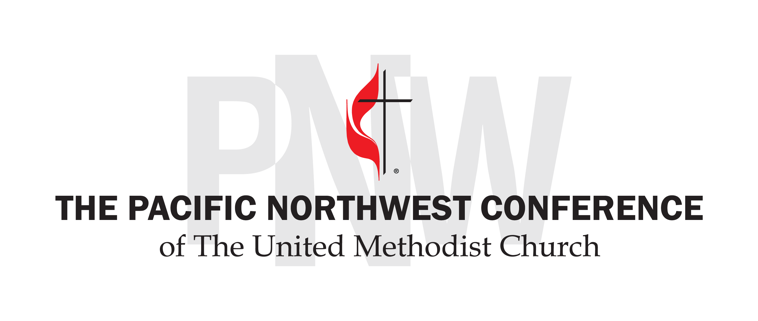 PNW
®
THE PACIFIC NORTHWEST CONFERENCE
of The United Methodist Church